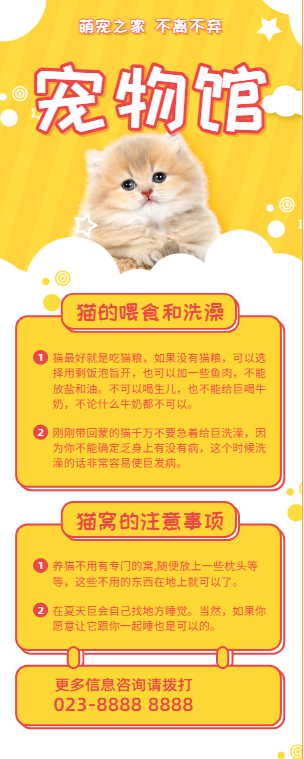 萌宠之家 不离不弃
宠物馆
猫的喂食和洗澡
1 猫最好就是吃猫粮，如果没有猫粮，可以选
择用剩饭泡旨开，也可以加一些鱼肉，不能
放盐和油。不可以喝生儿，也不能给巨喝牛
奶，不论什么牛奶都不可以。
2 刚刚带回蒙的猫千万不要急着给巨洗澡，因
为你不能确定乏身上有没有病，这个时候洗
澡的话非常容易使巨发病。
猫窝的注意事项
1 养猫不用有专门的窝,随便放上一些枕头等
等，这些不用的东西在地上就可以了。
2 在夏天巨会自己找地方睡觉。当然，如果你
愿意让它跟你一起睡也是可以的。
更多信息咨询请拨打
023-8888 8888